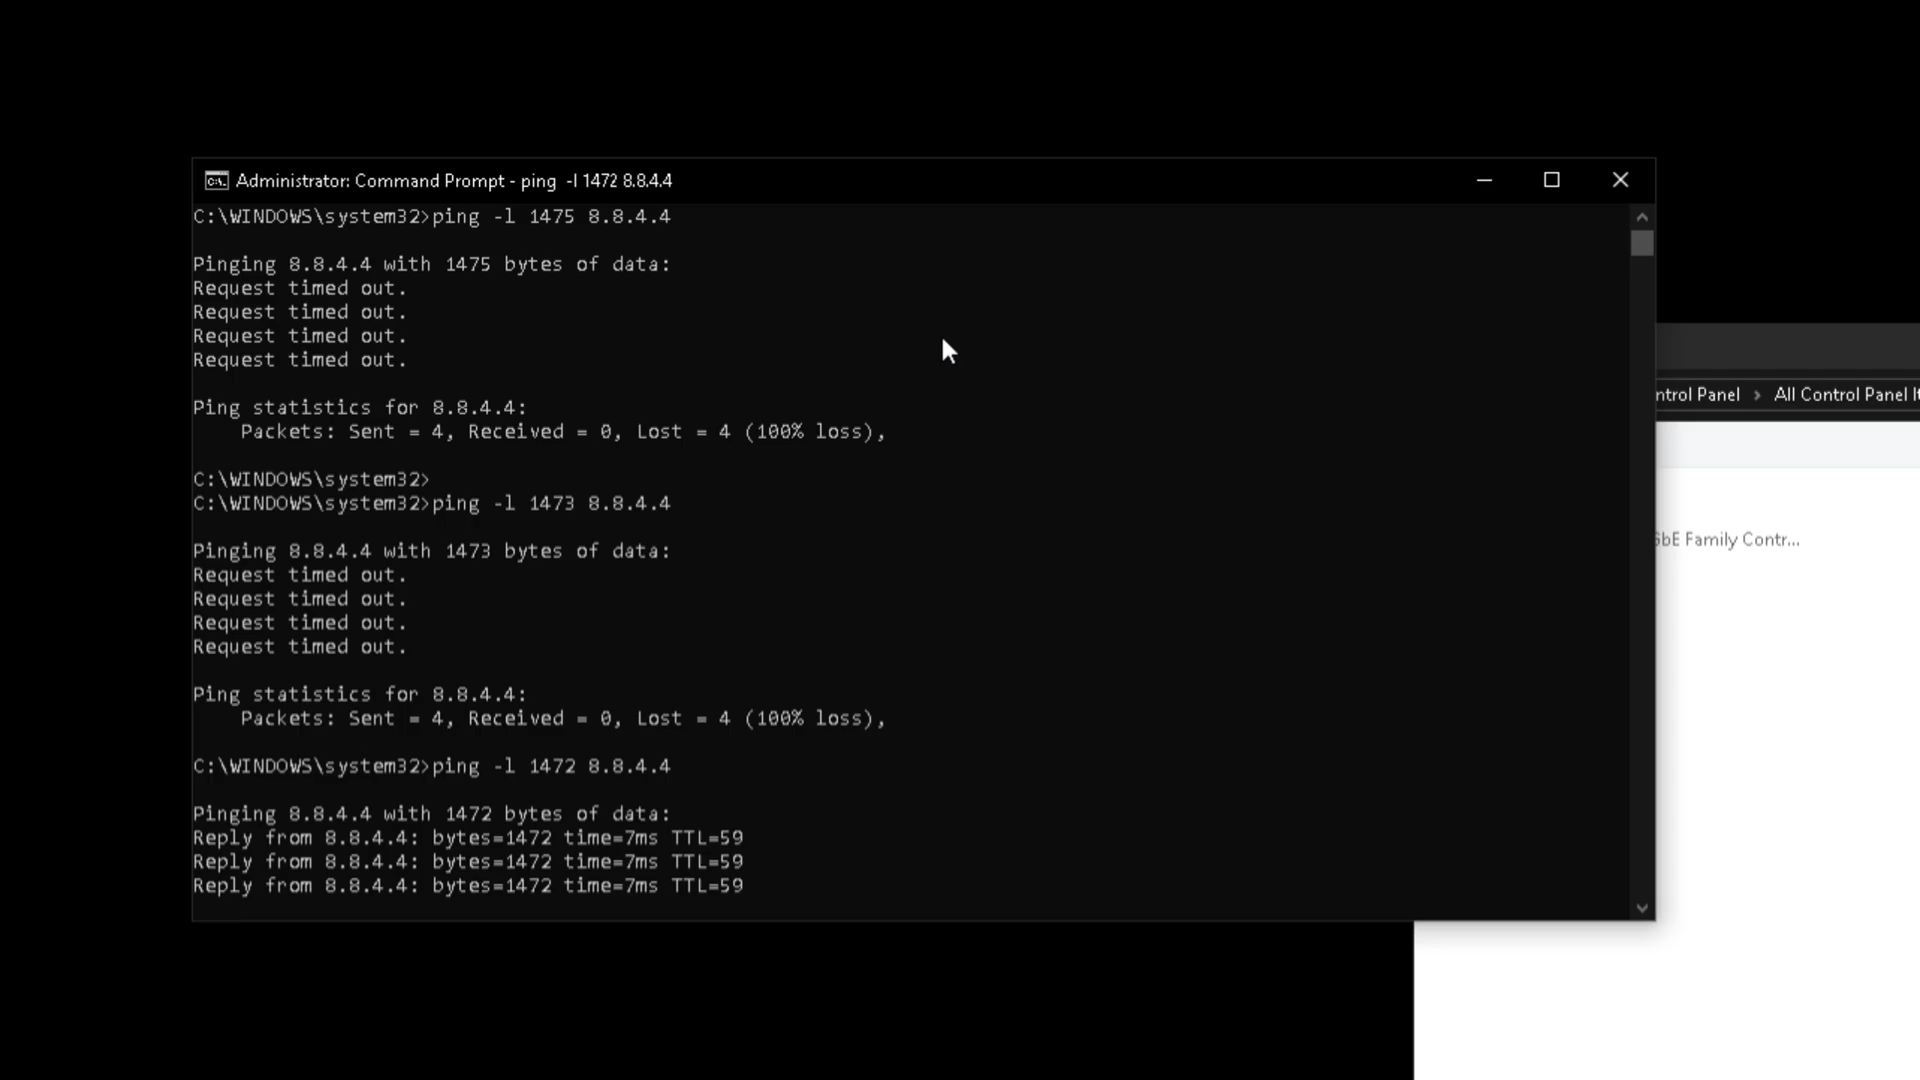 Administrator: Command Prompt - ping  -l 1472 8.8.4.4
C:\WINDOWS\system32>ping -l 1475 8.8.4.4
Pinging 8.8.4.4 with 1475 bytes of data:
Request timed out.
Request timed out.
Request timed out.
Request timed out.
Ping statistics for 8.8.4.4:
    Packets: Sent = 4, Received = 0, Lost = 4 (100% loss),
C:\WINDOWS\system32>
C:\WINDOWS\system32>ping -l 1473 8.8.4.4
Pinging 8.8.4.4 with 1473 bytes of data:
Request timed out.
Request timed out.
Request timed out.
Request timed out.
Ping statistics for 8.8.4.4:
    Packets: Sent = 4, Received = 0, Lost = 4 (100% loss),
C:\WINDOWS\system32>ping -l 1472 8.8.4.4
Pinging 8.8.4.4 with 1472 bytes of data:
Reply from 8.8.4.4: bytes=1472 time=7ms TTL=59
Reply from 8.8.4.4: bytes=1472 time=7ms TTL=59
Reply from 8.8.4.4: bytes=1472 time=7ms TTL=59
ntrol Panel > All Control Panel
Family Contr...